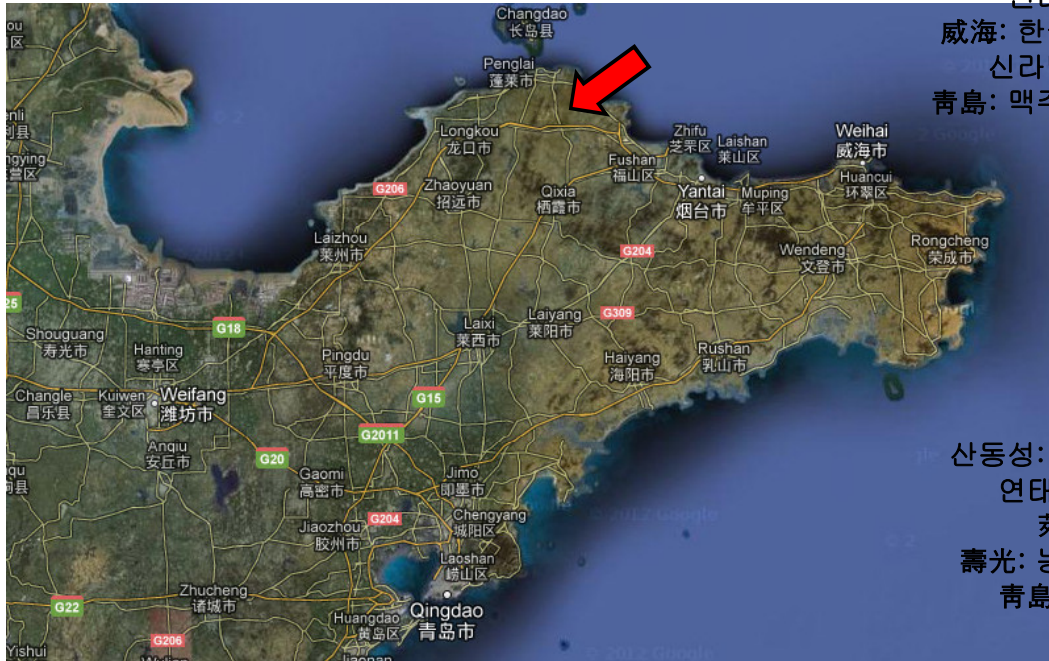 Changdao
长岛县
威海: 한
신라
靑島: 맥주
Penglai
蓬莱市
Longkou
龙口市
Zhifu
芝罘区
Laishan
莱山区
Weihai
威海市
Fushan
福山区
Huancui
环翠区
G206
Zhaoyuan
招远市
Qixia
栖霞市
Yantai
烟台市
Muping
牟平区
Laizhou
莱州市
G204
Wendeng
文登市
Rongcheng
荣成市
25
G18
Shouguang
寿光市
Hanting
寒亭区
Laixi
莱西市
Laiyang
莱阳市
G309
Pingdu
平度市
Haiyang
海阳市
Rushan
乳山市
Changle
昌乐县
Kuiwen
奎文区
Weifang
潍坊市
G15
G2011
Anqiu
安丘市
G20
Gaomi
高密市
Jimo
即墨市
산동성:
연태
壽光:
靑島
G204
Chengyang
城阳区
Jiaozhou
胶州市
Laoshan
崂山区
Zhucheng
诸城市
G22
Qingdao
青岛市
Huangdao
黄岛区
G206
Yishui
Jiaonan
© 2012 Google